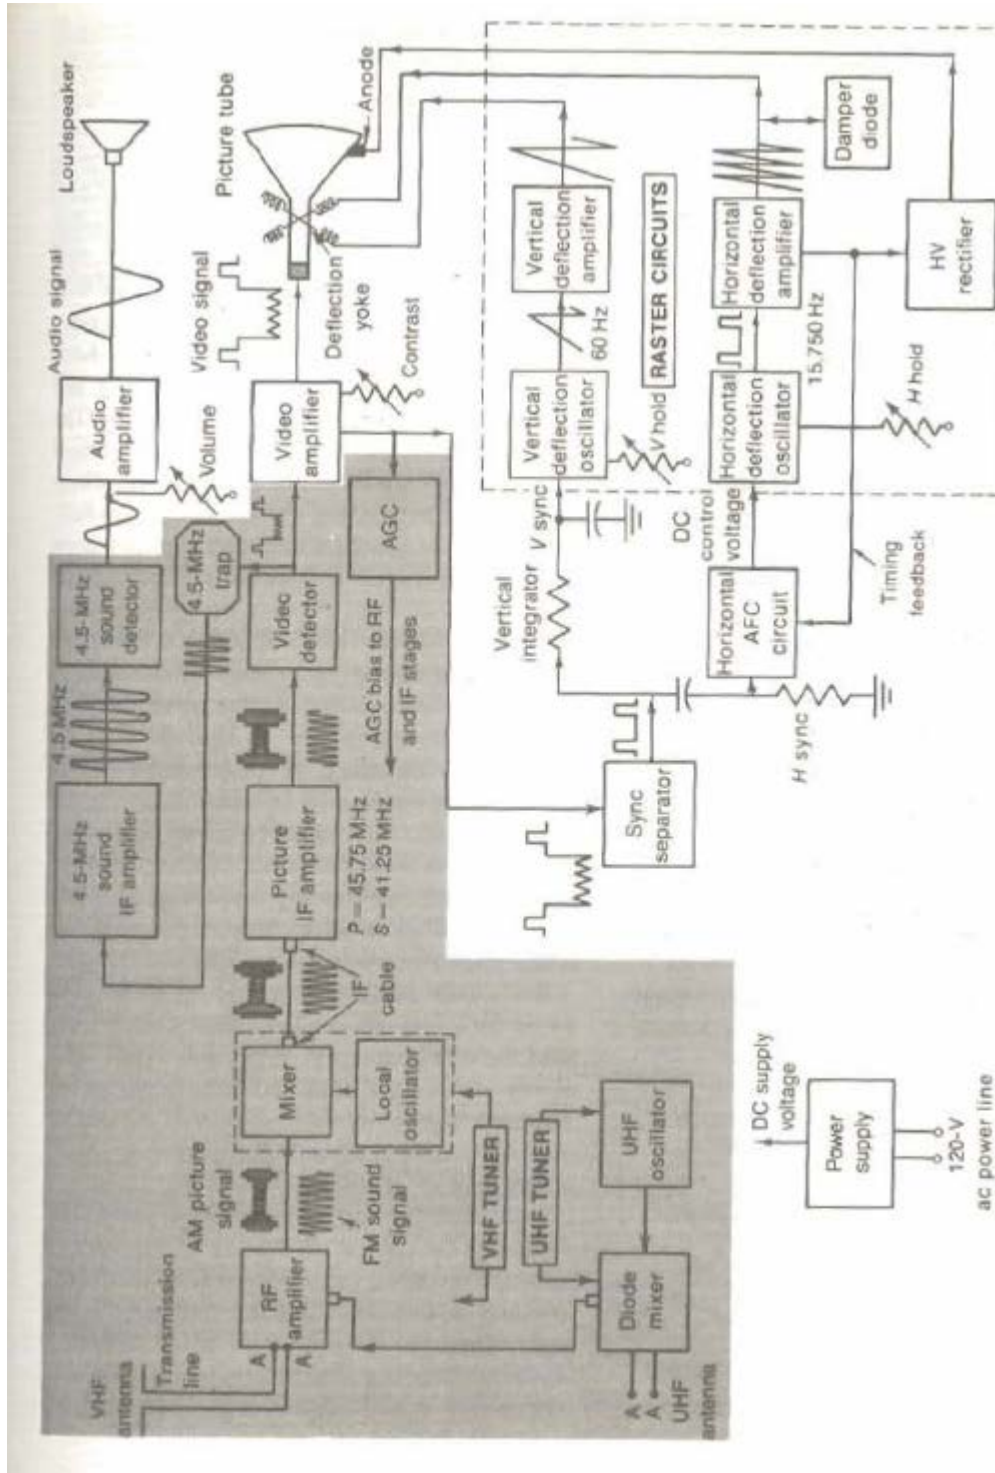 VHF
antenna
Transmission
line
A
A
RF
amplifier
AM picture
signal
FM sound
signal
Mixer
Local
oscillator
IF
cable
VHF TUNER
UHF TUNER
UHF
oscillator
Diode
mixer
A
A
UHF
antenna
4.5-MHz
sound
IF amplifier
4.5 MHz
4.5-MHz
sound
detector
Audio
amplifier
Volume
Audio signal
Loudspeaker
Picture
IF amplifier
P = 45.75 MHz
S = 41.25 MHz
Video
detector
4.5-MHz
trap
Video
amplifier
Contrast
Video signal
Picture tube
Deflection
yoke
Anode
AGC
AGC bias to RF
and IF stages
Sync
separator
Vertical
integrator
V sync
Vertical
deflection
oscillator
V hold
60 Hz
Vertical
deflection
amplifier
RASTER CIRCUITS
H sync
Horizontal
AFC
circuit
DC
control
voltage
Horizontal
deflection
oscillator
H hold
15.750 Hz
Horizontal
deflection
amplifier
Damper
diode
HV
rectifier
Timing
feedback
DC supply
voltage
Power
supply
120-V
ac power line